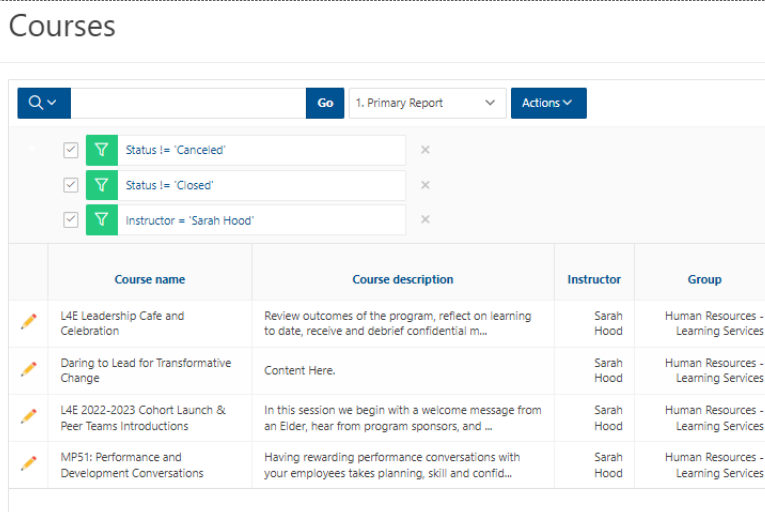 Courses
Go
1. Primary Report
Actions
Status != 'Canceled'
Status != 'Closed'
Instructor = 'Sarah Hood'
Course name Course description Instructor Group
L4E Leadership Cafe and Review outcomes of the program, reflect on learning Sarah Human Resources -
Celebration to date, receive and debrief confidential m... Hood Learning Services
Daring to Lead for Transformative Content Here. Sarah Human Resources -
Change Hood Learning Services
L4E 2022-2023 Cohort Launch & In this session we begin with a welcome message from Sarah Human Resources -
Peer Teams Introductions an Elder, hear from program sponsors, and ... Hood Learning Services
MP51: Performance and Having rewarding performance conversations with Sarah Human Resources -
Development Conversations your employees takes planning, skill and confid... Hood Learning Services